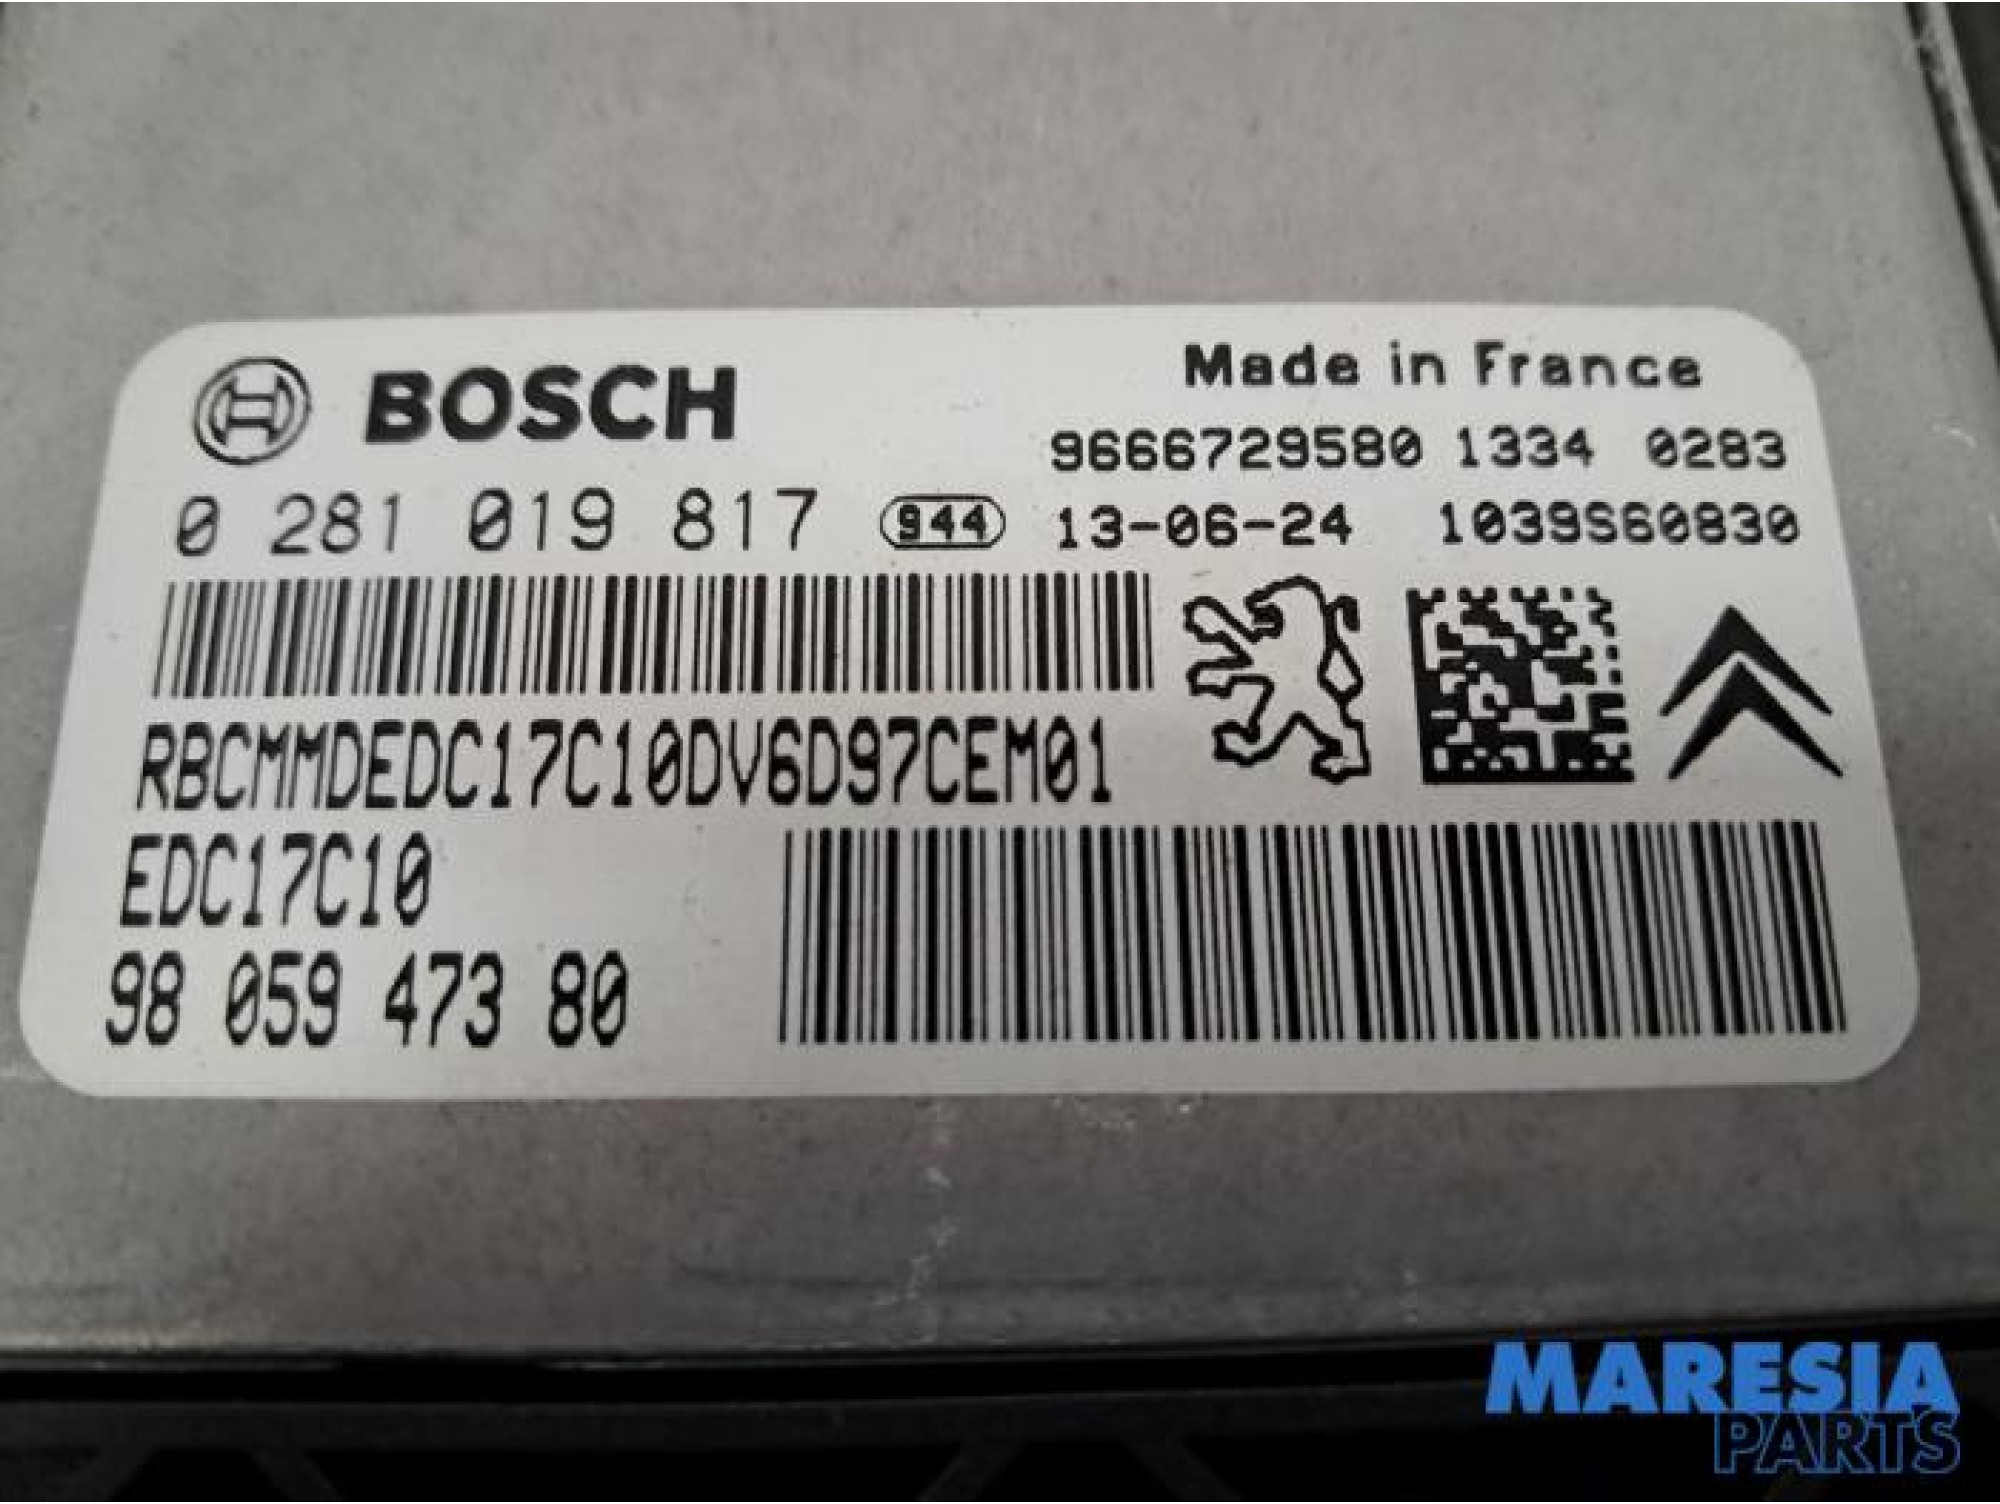 BOSCH
Made in France
9666729580 1334 0283
0 281 019 817 944 13-06-24 1039S60830
RBCMMDEDC17C10DV6D97CEM01
EDC17C10
98 059 473 80
MARESIA
PARTS